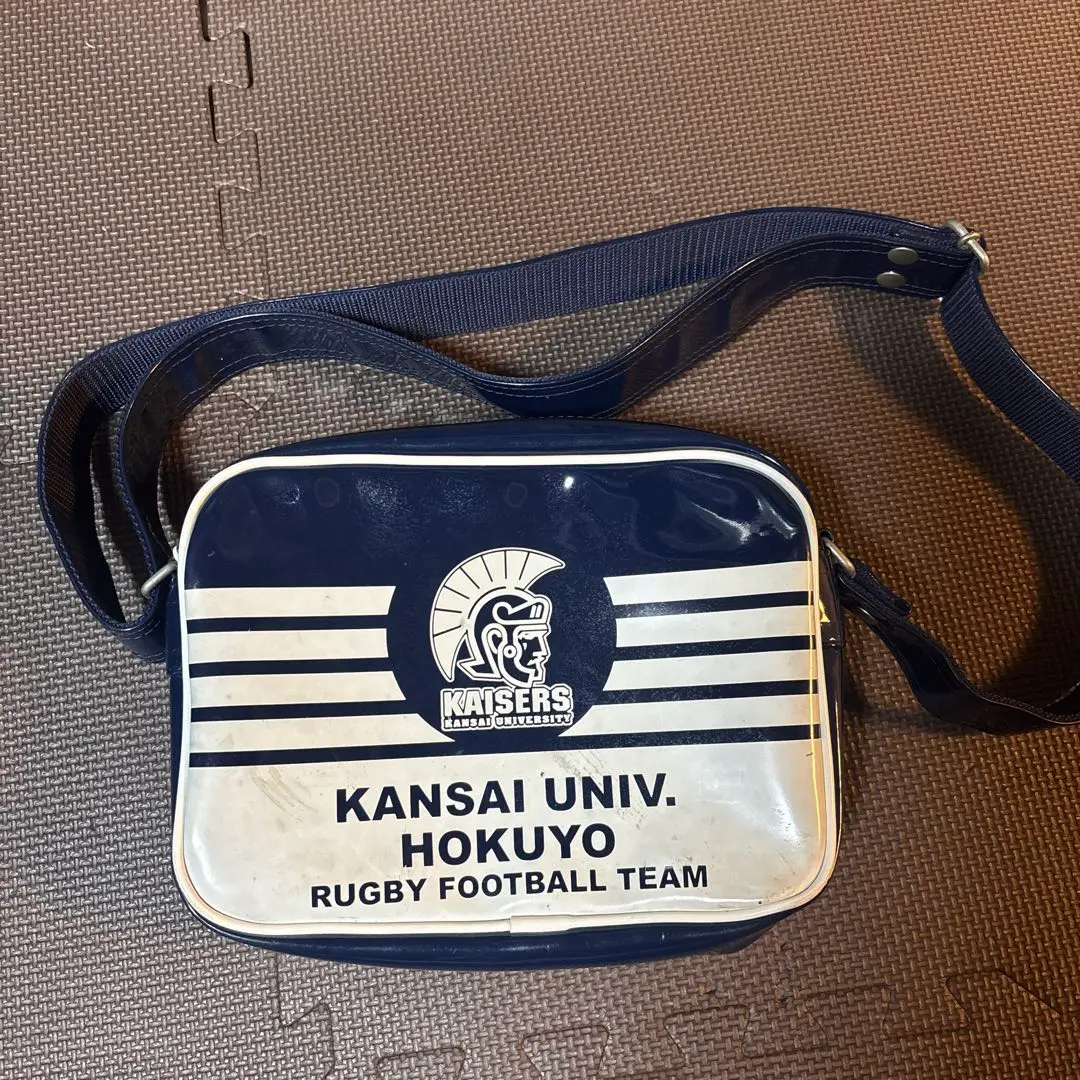 KAISERS
KANSAI UNIVERSITY
KANSAI UNIV.
HOKUYO
RUGBY FOOTBALL TEAM